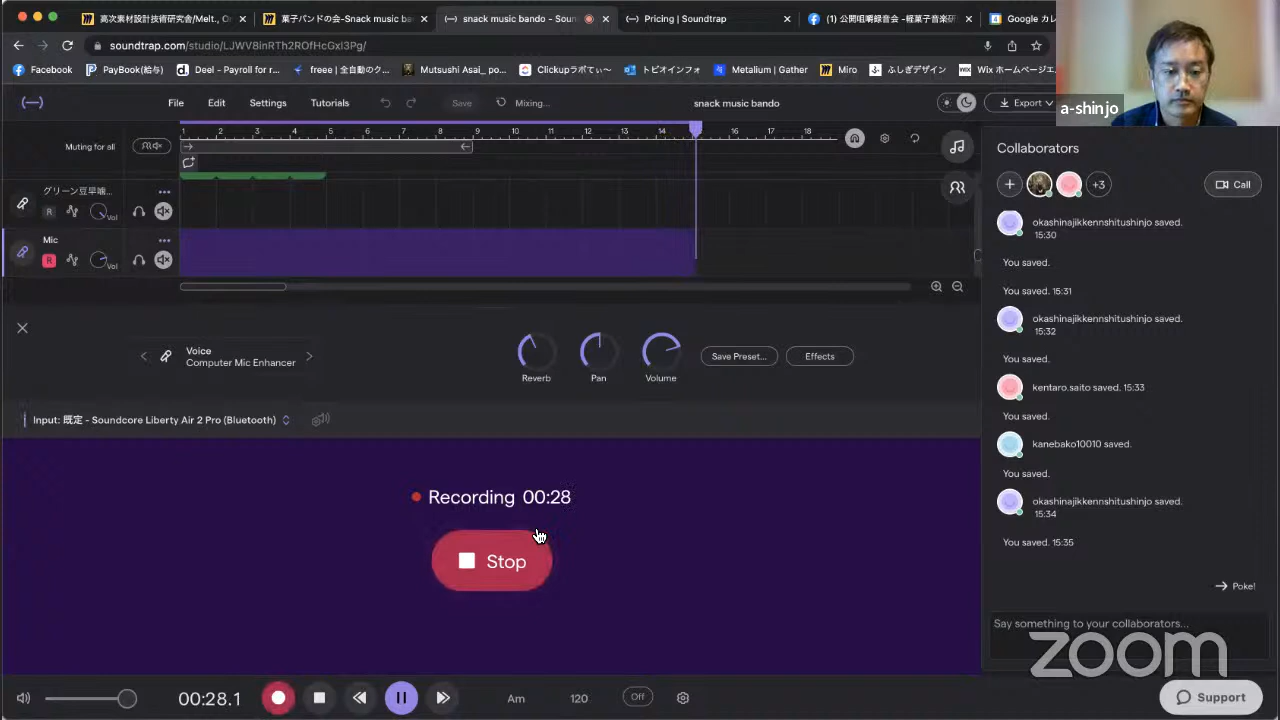 高次素材設計技術研究会/Melt., O
菓子バンドの会-Snack music ba
snack music bando - Soun
Pricing | Soundtrap
(1) 公開咀嚼録音会 -軽菓子音楽研
Google カレ
soundtrap.com/studio/LJWV8inRTh2ROfHcGxl3Pg/
Facebook
PayBook(給与)
Deel - Payroll for r...
freee | 全自動のク...
Mutsushi Asai_ po...
Clickupラボてぃ〜
トピオインフォ
Metalium | Gather
Miro
ふしぎデザイン
Wix ホームページエ
a-shinjo
File
Edit
Settings
Tutorials
Save
Mixing...
snack music bando
Export
Muting for all
1 2 3 4 5 6 7 8 9 10 11 12 13 14 16 17 18
Collaborators
グリーン豆早噛...
R
Vol
+3
Call
Mic
R
Vol
okashinajikkennshitushinjo saved.
15:30
You saved.
You saved. 15:31
okashinajikkennshitushinjo saved.
15:32
You saved.
kentaro.saito saved. 15:33
You saved.
kanebako10010 saved.
You saved.
okashinajikkennshitushinjo saved.
15:34
You saved. 15:35
Poke!
Say something to your collaborators...
Voice
Computer Mic Enhancer
Reverb
Pan
Volume
Save Preset...
Effects
Input: 既定 - Soundcore Liberty Air 2 Pro (Bluetooth)
Recording 00:28
Stop
00:28.1
Am
120
Off
zoom
Support